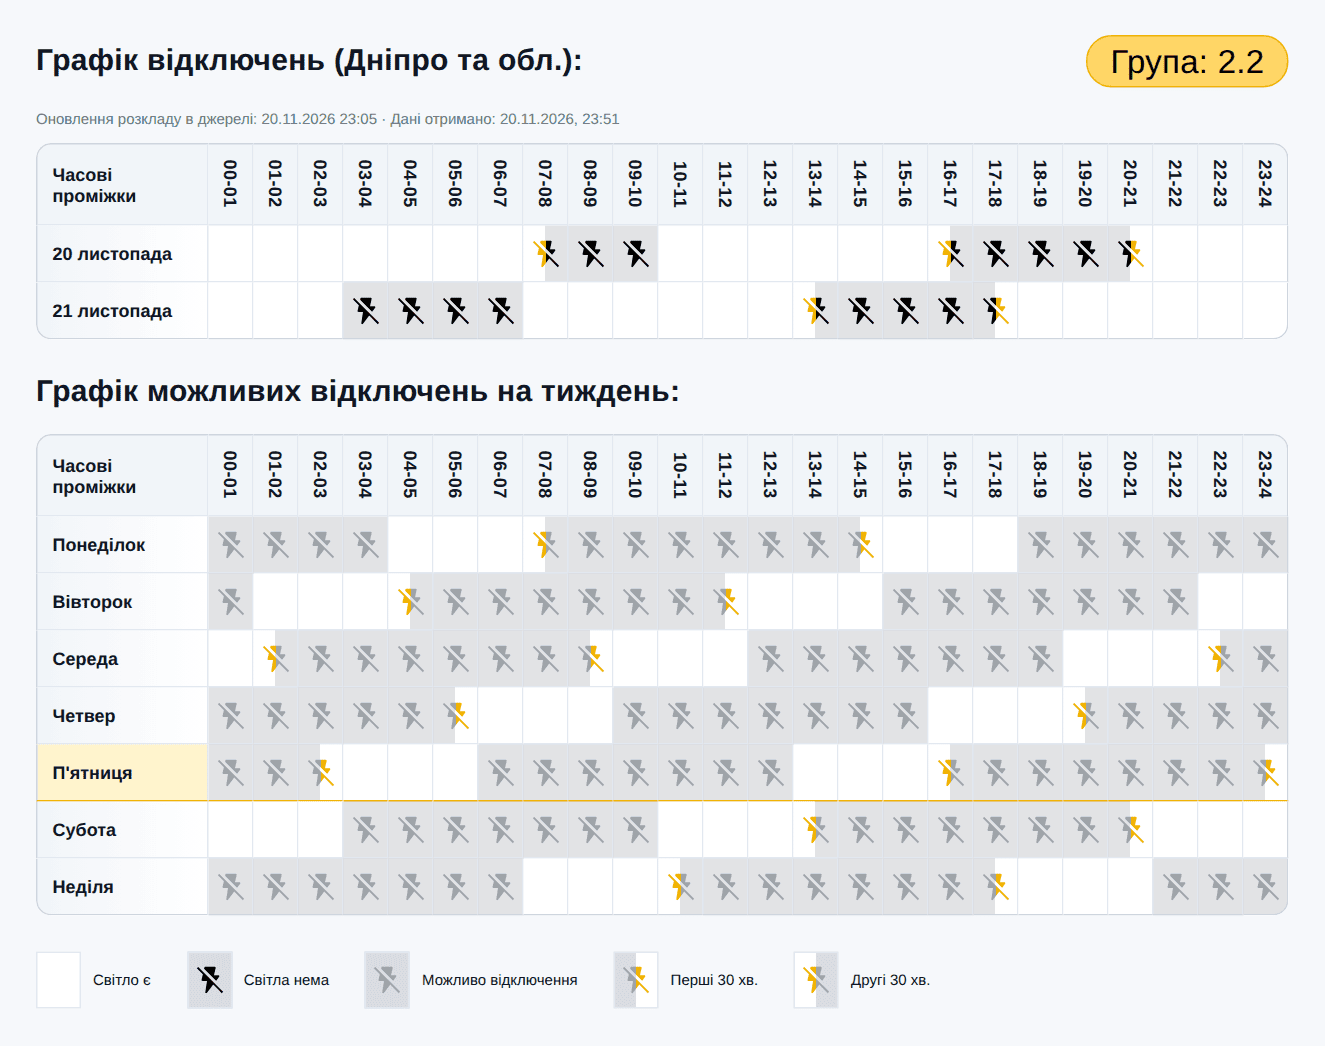 Графік відключень (Дніпро та обл.):
Група: 2.2
Оновлення розкладу в джерелі: 20.11.2026 23:05 · Дані отримано: 20.11.2026, 23:51
Часові
проміжки
00-01 01-02 02-03 03-04 04-05 05-06 06-07 07-08 08-09 09-10 10-11 11-12 12-13 13-14 14-15 15-16 16-17 17-18 18-19 19-20 20-21 21-22 22-23 23-24
20 листопада
21 листопада
Графік можливих відключень на тиждень:
Часові
проміжки
00-01 01-02 02-03 03-04 04-05 05-06 06-07 07-08 08-09 09-10 10-11 11-12 12-13 13-14 14-15 15-16 16-17 17-18 18-19 19-20 20-21 21-22 22-23 23-24
Понеділок
Вівторок
Середа
Четвер
П'ятниця
Субота
Неділя
Світло є
Світла нема
Можливо відключення
Перші 30 хв.
Другі 30 хв.